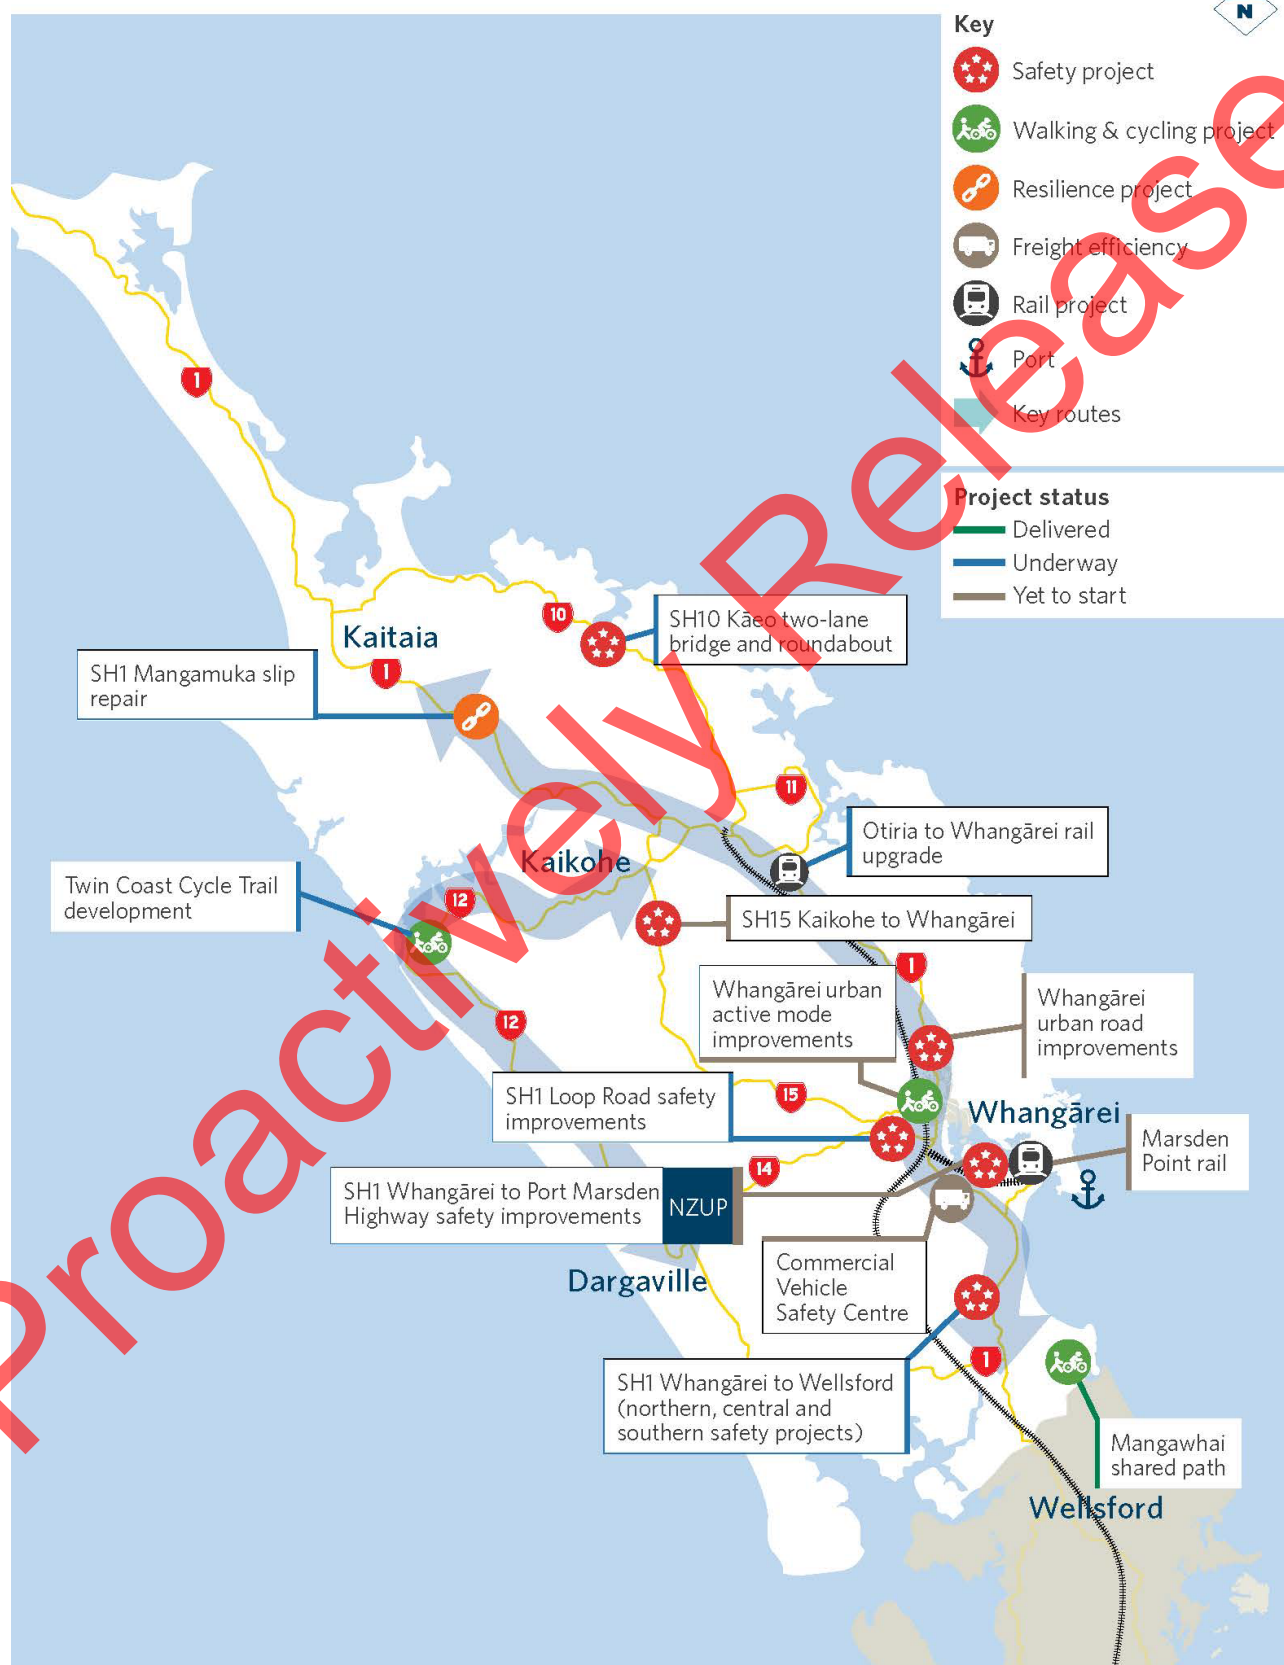 N
Key
Safety project
Walking & cycling project
Resilience project
Freight efficiency
Rail project
Port
Key routes
Project status
Delivered
Underway
Yet to start
1
10
SH10 Kāeo two-lane
bridge and roundabout
Kaitaia
1
SH1 Mangamuka slip
repair
11
Otiria to Whangārei rail
upgrade
Kaikohe
Twin Coast Cycle Trail
development
12
SH15 Kaikohe to Whangārei
1
Whangārei urban
active mode
improvements
Whangārei
urban road
improvements
12
SH1 Loop Road safety
improvements
15
Whangārei
Marsden
Point rail
14
SH1 Whangārei to Port Marsden
Highway safety improvements
NZUP
Commercial
Vehicle
Safety Centre
Dargaville
1
SH1 Whangārei to Wellsford
(northern, central and
southern safety projects)
Mangawhai
shared path
Wellsford
Proactively Release